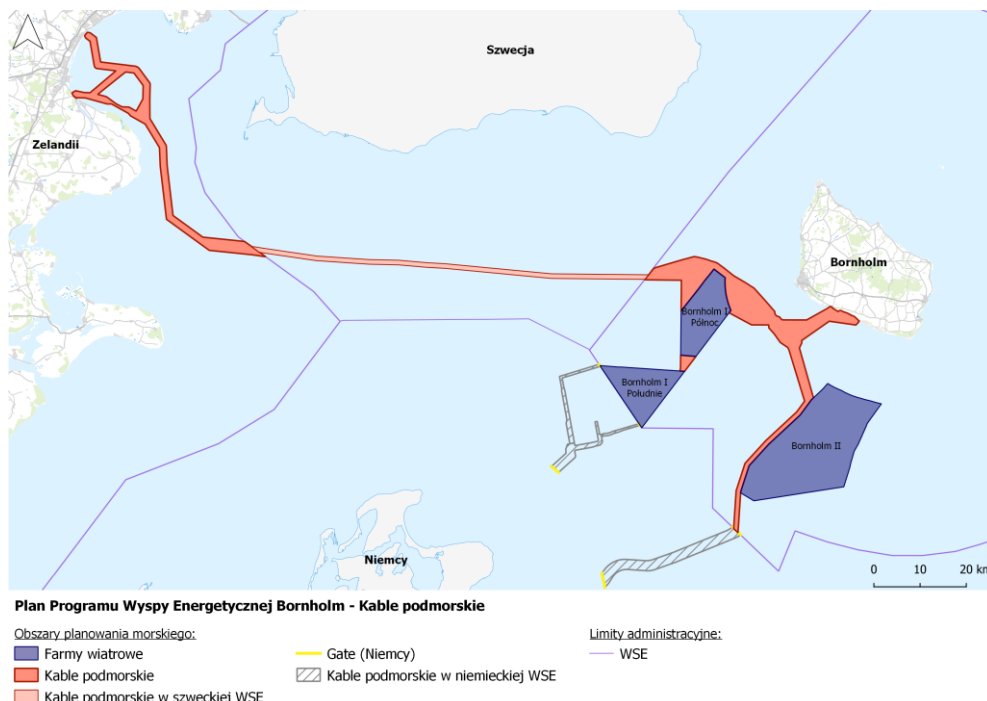 Szwecja
Zelandii
Bornholm
Bornholm I
Północ
Bornholm I
Południe
Bornholm II
Niemcy
0 10 20 km
Plan Programu Wyspy Energetycznej Bornholm - Kable podmorskie
Obszary planowania morskiego:
Farmy wiatrowe
Kable podmorskie
Kable podmorskie w szweckiej WSE
Gate (Niemcy)
Kable podmorskie w niemieckiej WSE
Limity administracyjne:
WSE